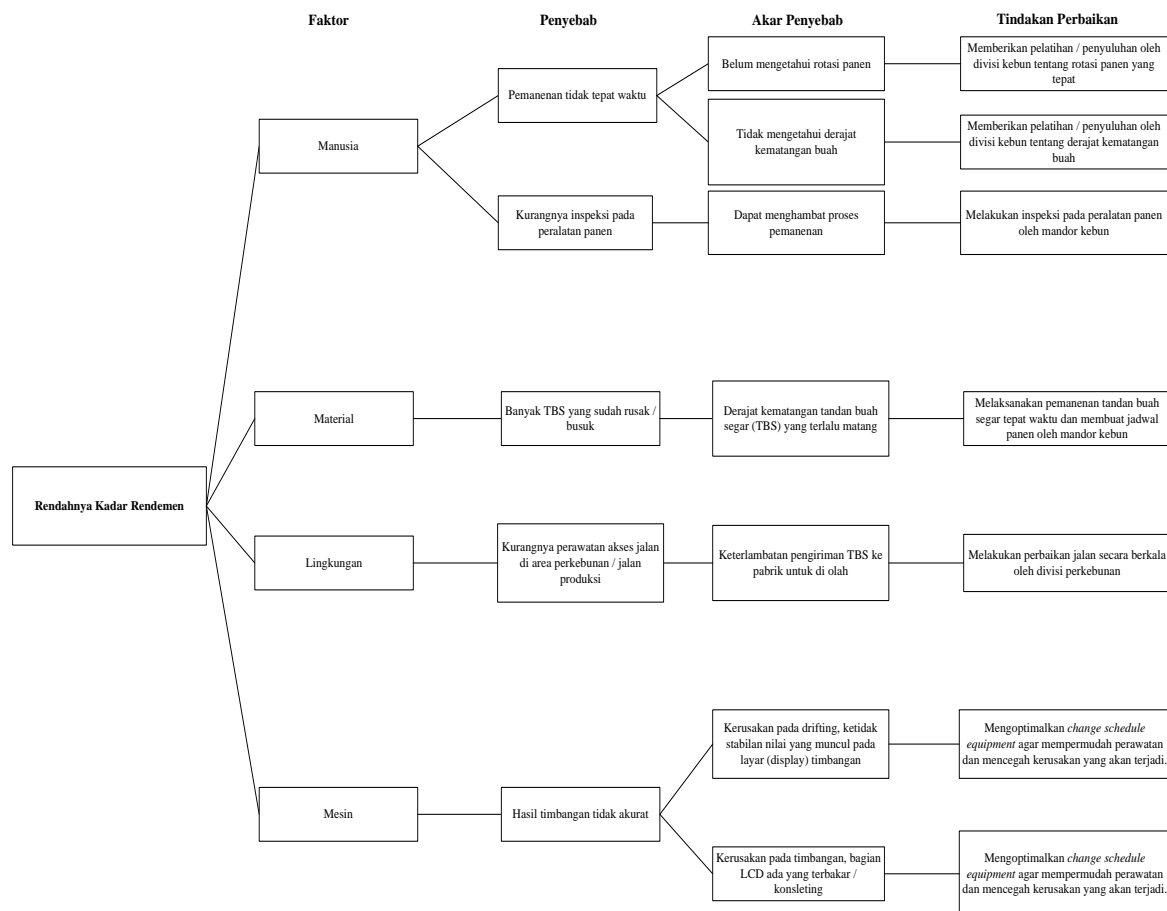 Faktor
Penyebab
Akar Penyebab
Tindakan Perbaikan
Rendahnya Kadar Rendemen
Manusia
Pemanenan tidak tepat waktu
Belum mengetahui rotasi panen
Memberikan pelatihan / penyuluhan oleh
divisi kebun tentang rotasi panen yang
tepat
Tidak mengetahui derajat
kematangan buah
Memberikan pelatihan / penyuluhan oleh
divisi kebun tentang derajat kematangan
buah
Kurangnya inspeksi pada
peralatan panen
Dapat menghambat proses
pemanenan
Melakukan inspeksi pada peralatan panen
oleh mandor kebun
Material
Banyak TBS yang sudah rusak /
busuk
Derajat kematangan tandan buah
segar (TBS) yang terlalu matang
Melaksanakan pemanenan tandan buah
segar tepat waktu dan membuat jadwal
panen oleh mandor kebun
Lingkungan
Kurangnya perawatan akses jalan
di area perkebunan / jalan
produksi
Keterlambatan pengiriman TBS ke
pabrik untuk di olah
Melakukan perbaikan jalan secara berkala
oleh divisi perkebunan
Mesin
Hasil timbangan tidak akurat
Kerusakan pada drifting, ketidak
stabilan nilai yang muncul pada
layar (display) timbangan
Mengoptimalkan change schedule
equipment agar mempermudah perawatan
dan mencegah kerusakan yang akan terjadi.
Kerusakan pada timbangan, bagian
LCD ada yang terbakar /
konsleting
Mengoptimalkan change schedule
equipment agar mempermudah perawatan
dan mencegah kerusakan yang akan terjadi.